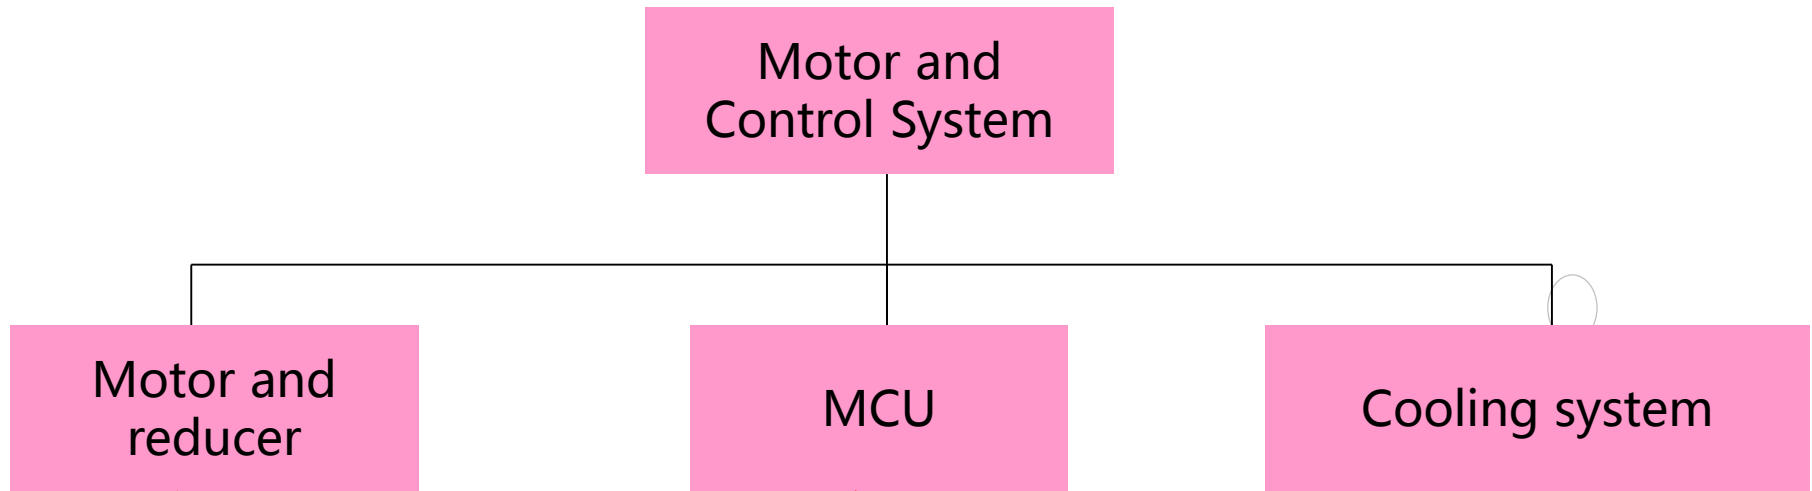 Motor and
Control System
Motor and
reducer
MCU
Cooling system